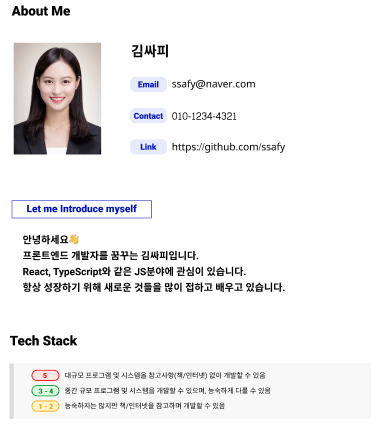 About Me
김싸피
Email ssafy@naver.com
Contact 010-1234-4321
Link https://github.com/ssafy
Let me Introduce myself
안녕하세요👋
프론트엔드 개발자를 꿈꾸는 김싸피입니다.
React, TypeScript와 같은 JS분야에 관심이 있습니다.
항상 성장하기 위해 새로운 것들을 많이 접하고 배우고 있습니다.
Tech Stack
5 대규모 프로그램 및 시스템을 참고사항(책/인터넷) 없이 개발할 수 있음
3 - 4 중간 규모 프로그램 및 시스템을 개발할 수 있으며, 능숙하게 다룰 수 있음
1 - 2 능숙하지는 않지만 책/인터넷을 참고하며 개발할 수 있음